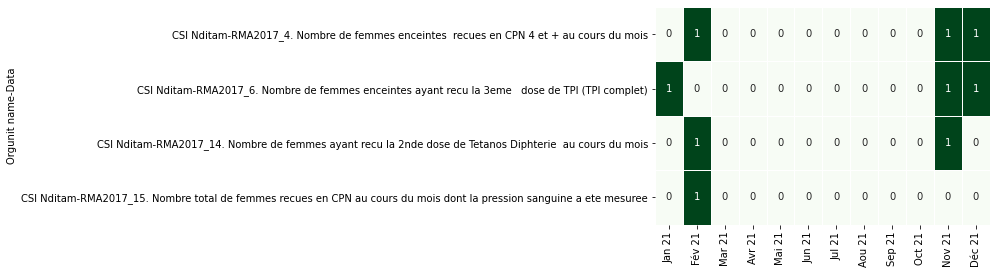 Orgunit name-Data
CSI Nditam-RMA2017_4. Nombre de femmes enceintes  recues en CPN 4 et + au cours du mois 0 1 0 0 0 0 0 0 0 0 1 1
CSI Nditam-RMA2017_6. Nombre de femmes enceintes ayant recu la 3eme   dose de TPI (TPI complet) 1 0 0 0 0 0 0 0 0 0 1 1
CSI Nditam-RMA2017_14. Nombre de femmes ayant recu la 2nde dose de Tetanos Diphterie  au cours du mois 0 1 0 0 0 0 0 0 0 0 1 0
CSI Nditam-RMA2017_15. Nombre total de femmes recues en CPN au cours du mois dont la pression sanguine a ete mesuree 0 1 0 0 0 0 0 0 0 0 0 0
Jan 21 Fév 21 Mar 21 Avr 21 Mai 21 Jun 21 Jul 21 Aou 21 Sep 21 Oct 21 Nov 21 Déc 21